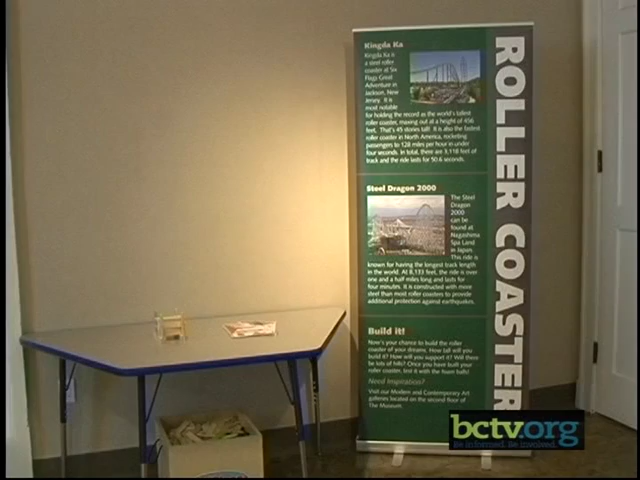 Kingda Ka
Kingda Ka is
a steel roller
coaster at Six
Flags Great
Adventure in
Jackson, New
Jersey. It is
most notable
for holding the record as the world's tallest
roller coaster, maxing out at a height of 456
feet. That's 45 stories tall! It is also the fastest
roller coaster in North America, rocketing
passengers to 128 miles per hour in under
four seconds. In total, there are 3,118 feet of
track and the ride lasts for 50.6 seconds.
Steel Dragon 2000
The Steel
Dragon
2000
can be
found at
Nagashima
Spa Land
in Japan.
This ride is
known for having the longest track length
in the world. At 8,133 feet, the ride is over
one and a half miles long and lasts for
four minutes. It is constructed with more
steel than most roller coasters to provide
additional protection against earthquakes.
Build it!
Now's your chance to build the roller
coaster of your dreams. How tall will you
build it? How will you support it? Will there
be lots of hills? Once you have built your
roller coaster, test it with the foam balls!
Need Inspiration?
Visit our Modern and Contemporary Art
galleries located on the second floor of
The Museum.
ROLLER COASTER
bctv.org
Be informed. Be involved.